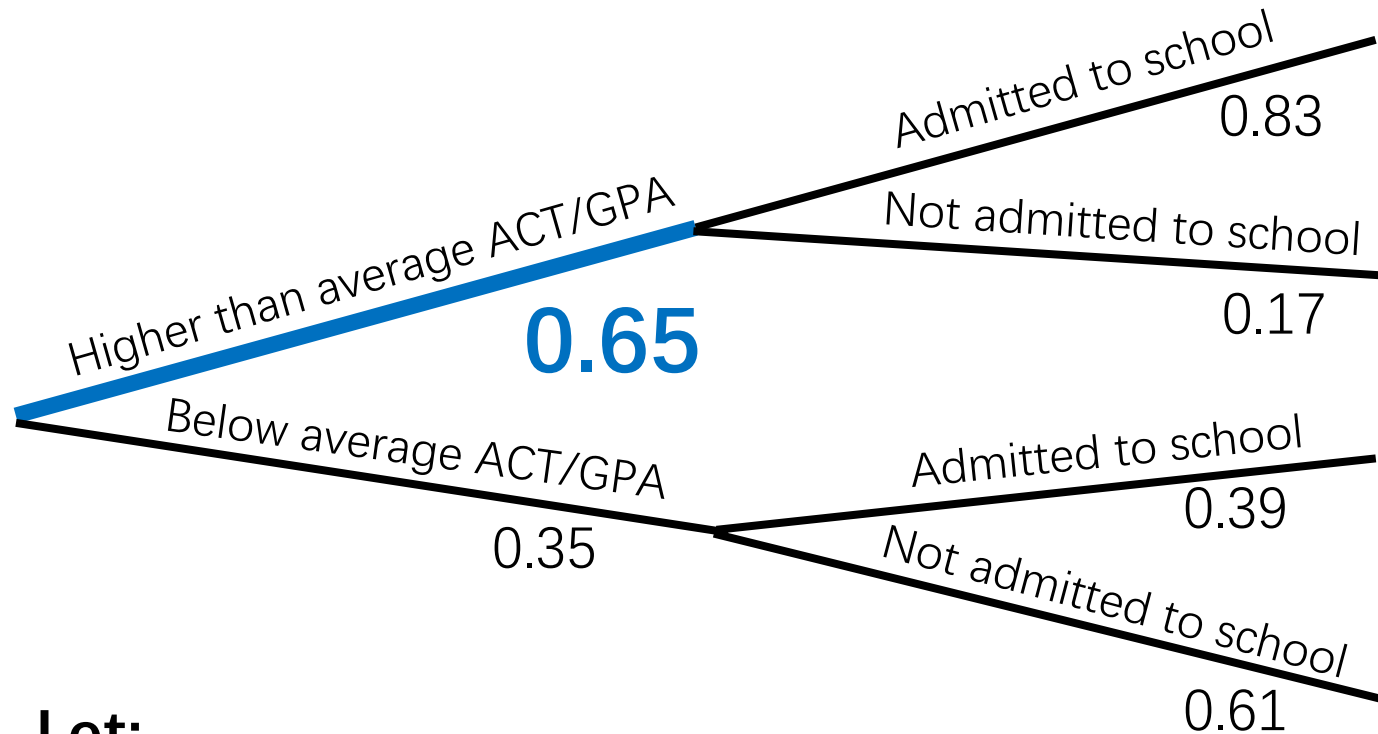 Admitted to school
0.83
Higher than average ACT/GPA
Not admitted to school
0.65
0.17
Below average ACT/GPA
Admitted to school
0.35
0.39
Not admitted to school
0.61
Let: